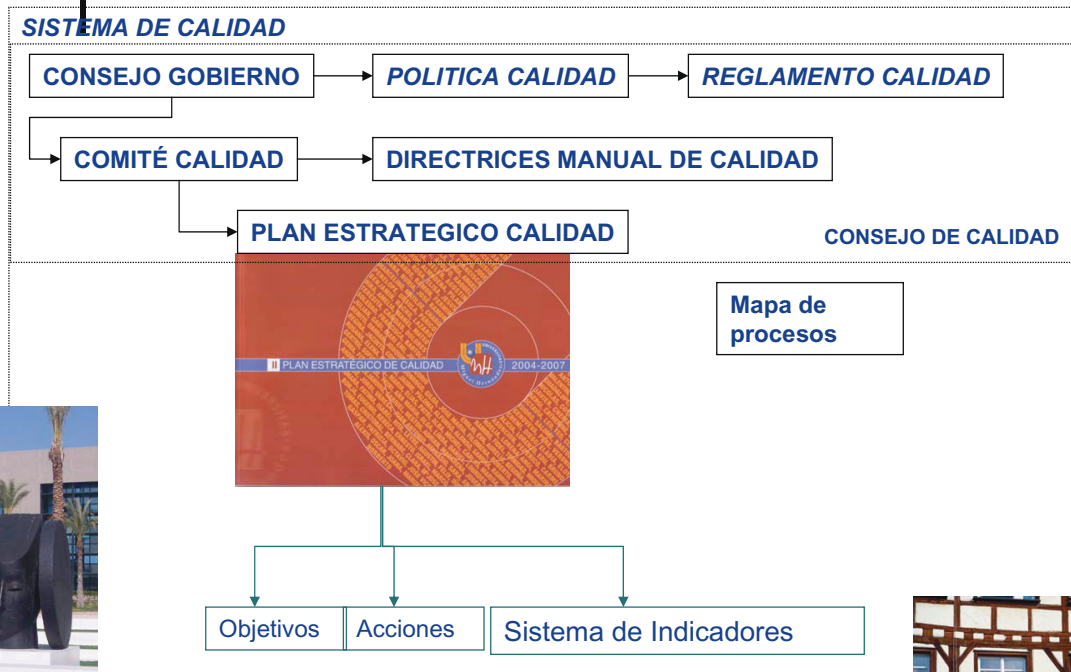 SISTEMA DE CALIDAD
CONSEJO GOBIERNO
POLITICA CALIDAD
REGLAMENTO CALIDAD
COMITÉ CALIDAD
DIRECTRICES MANUAL DE CALIDAD
PLAN ESTRATEGICO CALIDAD
CONSEJO DE CALIDAD
Mapa de
procesos
II PLAN ESTRATÉGICO DE CALIDAD
2004-2007
Objetivos
Acciones
Sistema de Indicadores